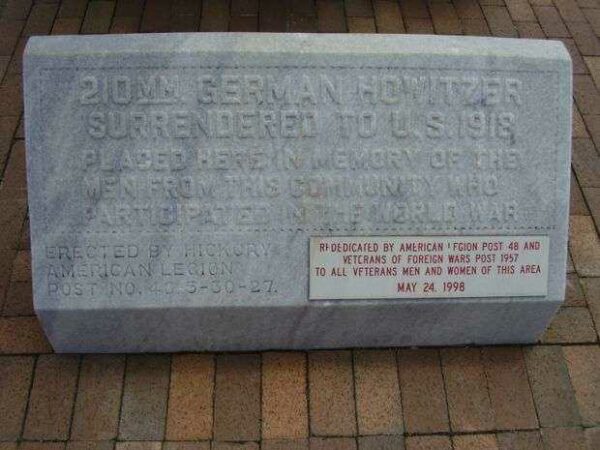 210MM. GERMAN HOWITZER
SURRENDERED TO U.S. 1918
PLACED HERE IN MEMORY OF THE
MEN FROM THIS COMMUNITY WHO
PARTICIPATED IN THE WORLD WAR
ERECTED BY HICKORY
AMERICAN LEGION
POST NO. 48.5-30-27.
REDEDICATED BY AMERICAN LEGION POST 48 AND
VETERANS OF FOREIGN WARS POST 1957
TO ALL VETERANS MEN AND WOMEN OF THIS AREA
MAY 24, 1998